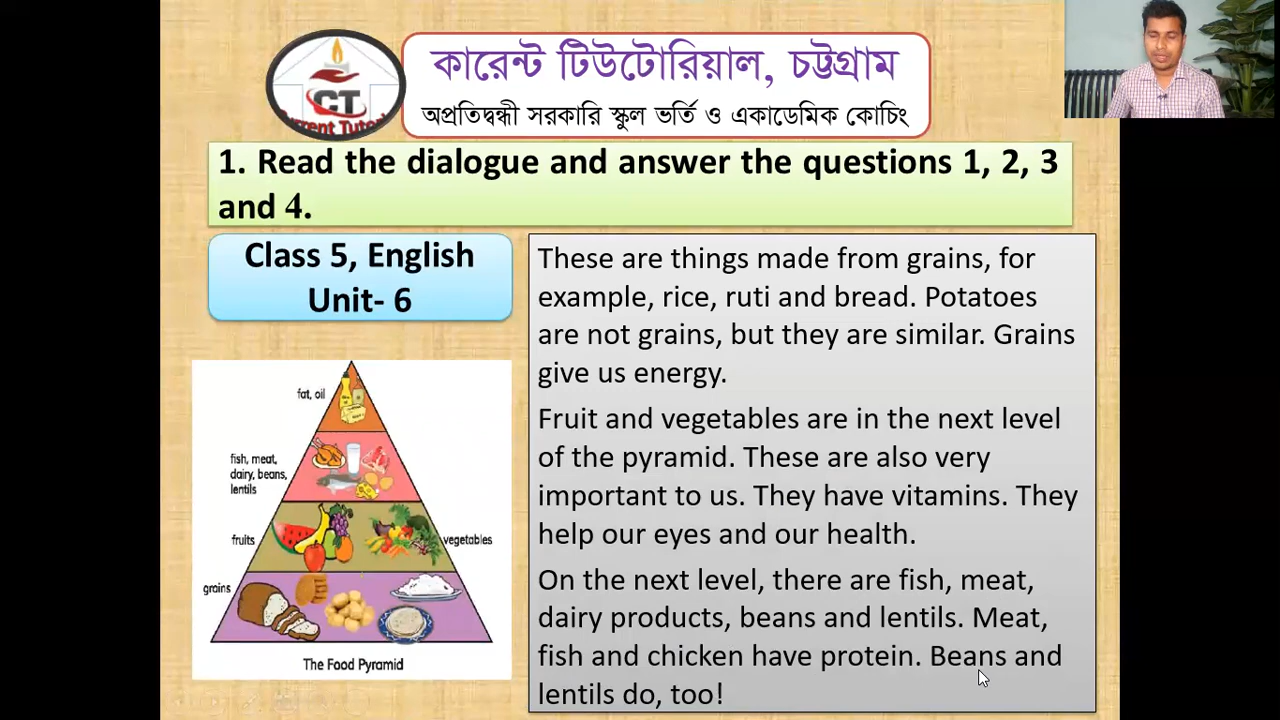 কারেন্ট টিউটোরিয়াল, চট্টগ্রাম
অপ্রতিদ্বন্ধী সরকারি স্কুল ভর্তি ও একাডেমিক কোচিং
CT
1. Read the dialogue and answer the questions 1, 2, 3
and 4.
Class 5, English
Unit- 6
These are things made from grains, for
example, rice, ruti and bread. Potatoes
are not grains, but they are similar. Grains
give us energy.
Fruit and vegetables are in the next level
of the pyramid. These are also very
important to us. They have vitamins. They
help our eyes and our health.
On the next level, there are fish, meat,
dairy products, beans and lentils. Meat,
fish and chicken have protein. Beans and
lentils do, too!
fat, oil
fish, meat,
dairy, beans,
lentils
fruits
vegetables
grains
The Food Pyramid